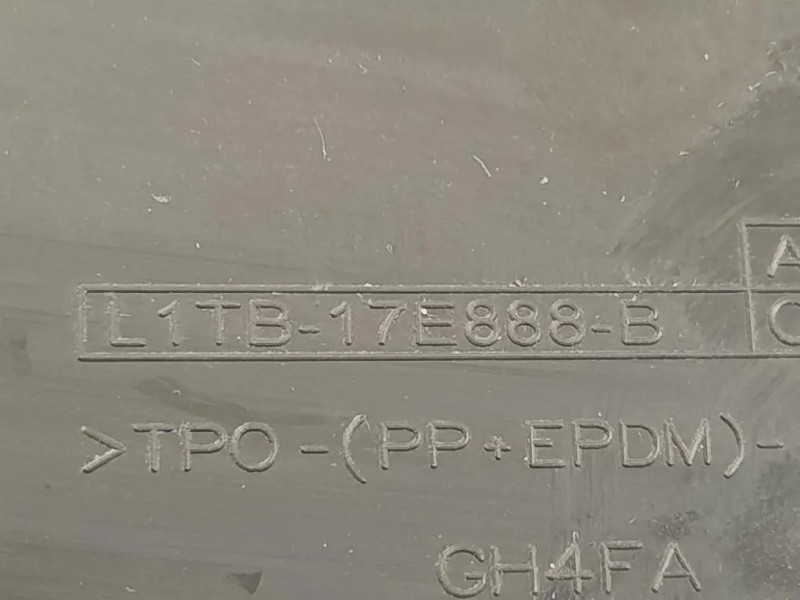 A
L1TB-17E888-B C
>TPO-(PP+EPDM)-
GH4FA